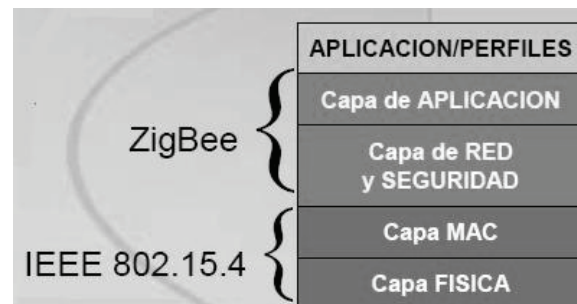 APLICACION/PERFILES
Capa de APLICACION
ZigBee
Capa de RED
y SEGURIDAD
Capa MAC
IEEE 802.15.4
Capa FISICA